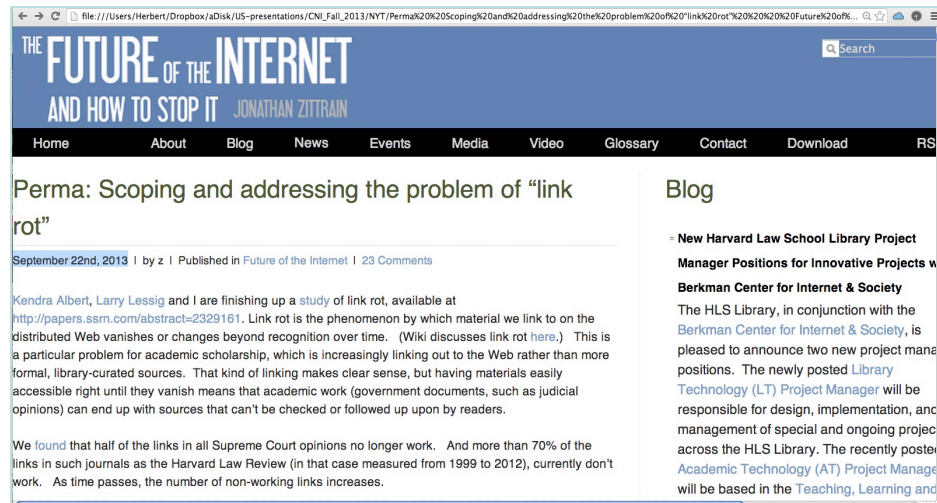 file:///Users/Herbert/Dropbox/aDisk/US-presentations/CNI_Fall_2013/NYT/Perma%20%20Scoping%20and%20addressing%20the%20problem%20of%20"link%20rot"%20%20%20%20Future%20of%...
THE FUTURE OF THE INTERNET
AND HOW TO STOP IT JONATHAN ZITTRAIN
Search
Home About Blog News Events Media Video Glossary Contact Download RS
Perma: Scoping and addressing the problem of “link
rot”
September 22nd, 2013 | by z | Published in Future of the Internet | 23 Comments
Kendra Albert, Larry Lessig and I are finishing up a study of link rot, available at
http://papers.ssrn.com/abstract=2329161. Link rot is the phenomenon by which material we link to on the
distributed Web vanishes or changes beyond recognition over time. (Wiki discusses link rot here.) This is
a particular problem for academic scholarship, which is increasingly linking out to the Web rather than more
formal, library-curated sources. That kind of linking makes clear sense, but having materials easily
accessible right until they vanish means that academic work (government documents, such as judicial
opinions) can end up with sources that can't be checked or followed up upon by readers.
We found that half of the links in all Supreme Court opinions no longer work. And more than 70% of the
links in such journals as the Harvard Law Review (in that case measured from 1999 to 2012), currently don't
work. As time passes, the number of non-working links increases.
Blog
New Harvard Law School Library Project
Manager Positions for Innovative Projects w
Berkman Center for Internet & Society
The HLS Library, in conjunction with the
Berkman Center for Internet & Society, is
pleased to announce two new project mana
positions. The newly posted Library
Technology (LT) Project Manager will be
responsible for design, implementation, and
management of special and ongoing projec
across the HLS Library. The recently poste
Academic Technology (AT) Project Manage
will be based in the Teaching, Learning and